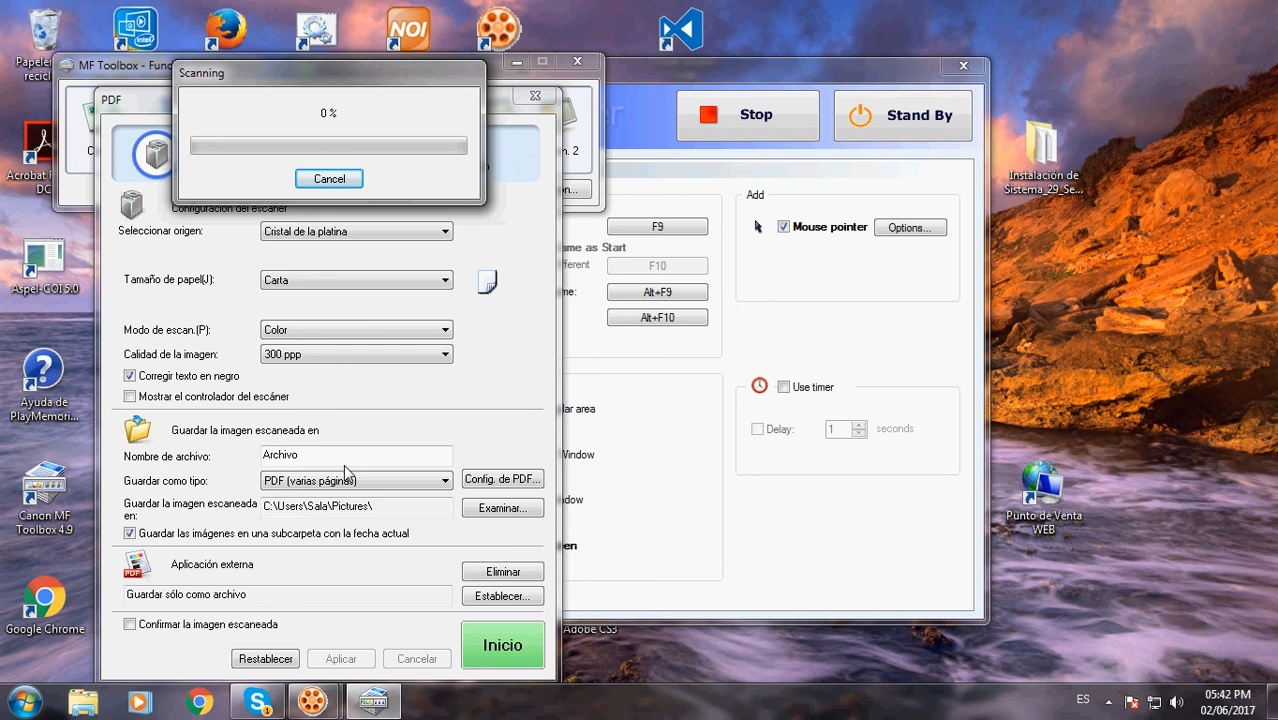 Papele
recicl
NOI
MF Toolbox - Fun
Scanning
0 %
Cancel
PDF
Stop
Stand By
n. 2
on...
Acrobat
DC
Configuración del escáner
Seleccionar origen:
Cristal de la platina
Tamaño de papel(J):
Carta
Modo de escan.(P):
Color
Calidad de la imagen:
300 ppp
Corregir texto en negro
Mostrar el controlador del escáner
Guardar la imagen escaneada en
Nombre de archivo:
Archivo
Guardar como tipo:
PDF (varias páginas)
Config. de PDF...
Guardar la imagen escaneada
en:
C:\Users\Sala\Pictures\
Examinar...
Guardar las imágenes en una subcarpeta con la fecha actual
PDF
Aplicación externa
Eliminar
Guardar sólo como archivo
Establecer...
Confirmar la imagen escaneada
Inicio
Restablecer
Aplicar
Cancelar
F9
ame as Start
fferent
F10
me:
Alt+F9
Alt+F10
Add
Mouse pointer
Options...
lar area
Window
dow
en
Use timer
Delay:
1
seconds
Adobe CS3
Aspel-COI 5.0
Ayuda de
PlayMemori...
Canon MF
Toolbox 4.9
Google Chrome
Instalación de
Sistema_29_Se...
Punto de Venta
WEB
1
ES
05:42 PM
02/06/2017